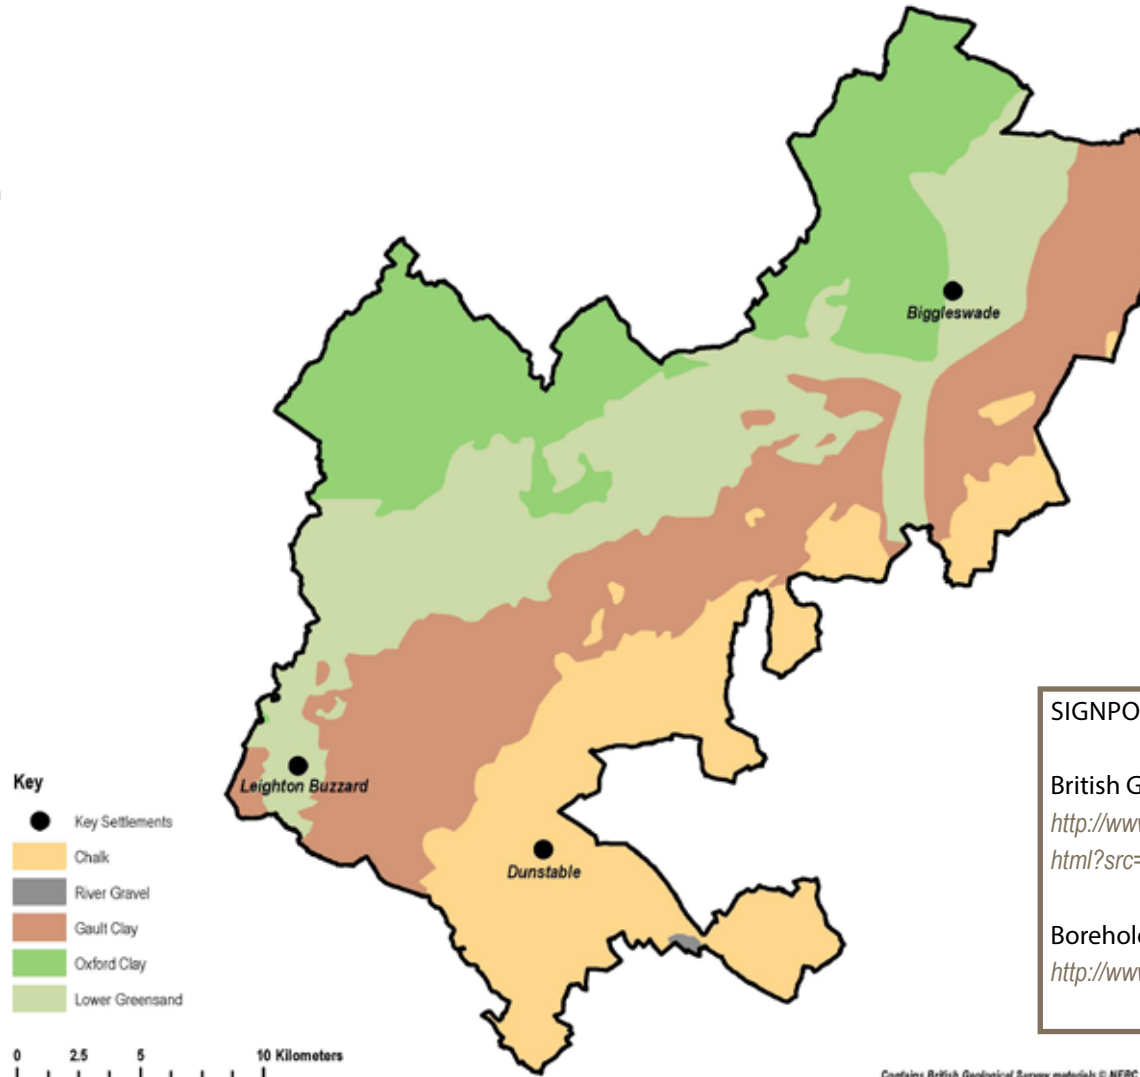 Biggleswade
Leighton Buzzard
Dunstable
Key
Key Settlements
Chalk
River Gravel
Gault Clay
Oxford Clay
Lower Greensand
0 2.5 5 10 Kilometers
SIGNPO
British G
http://www
html?src=
Borehol
http://www
Contains British Geological Survey materials © NERC